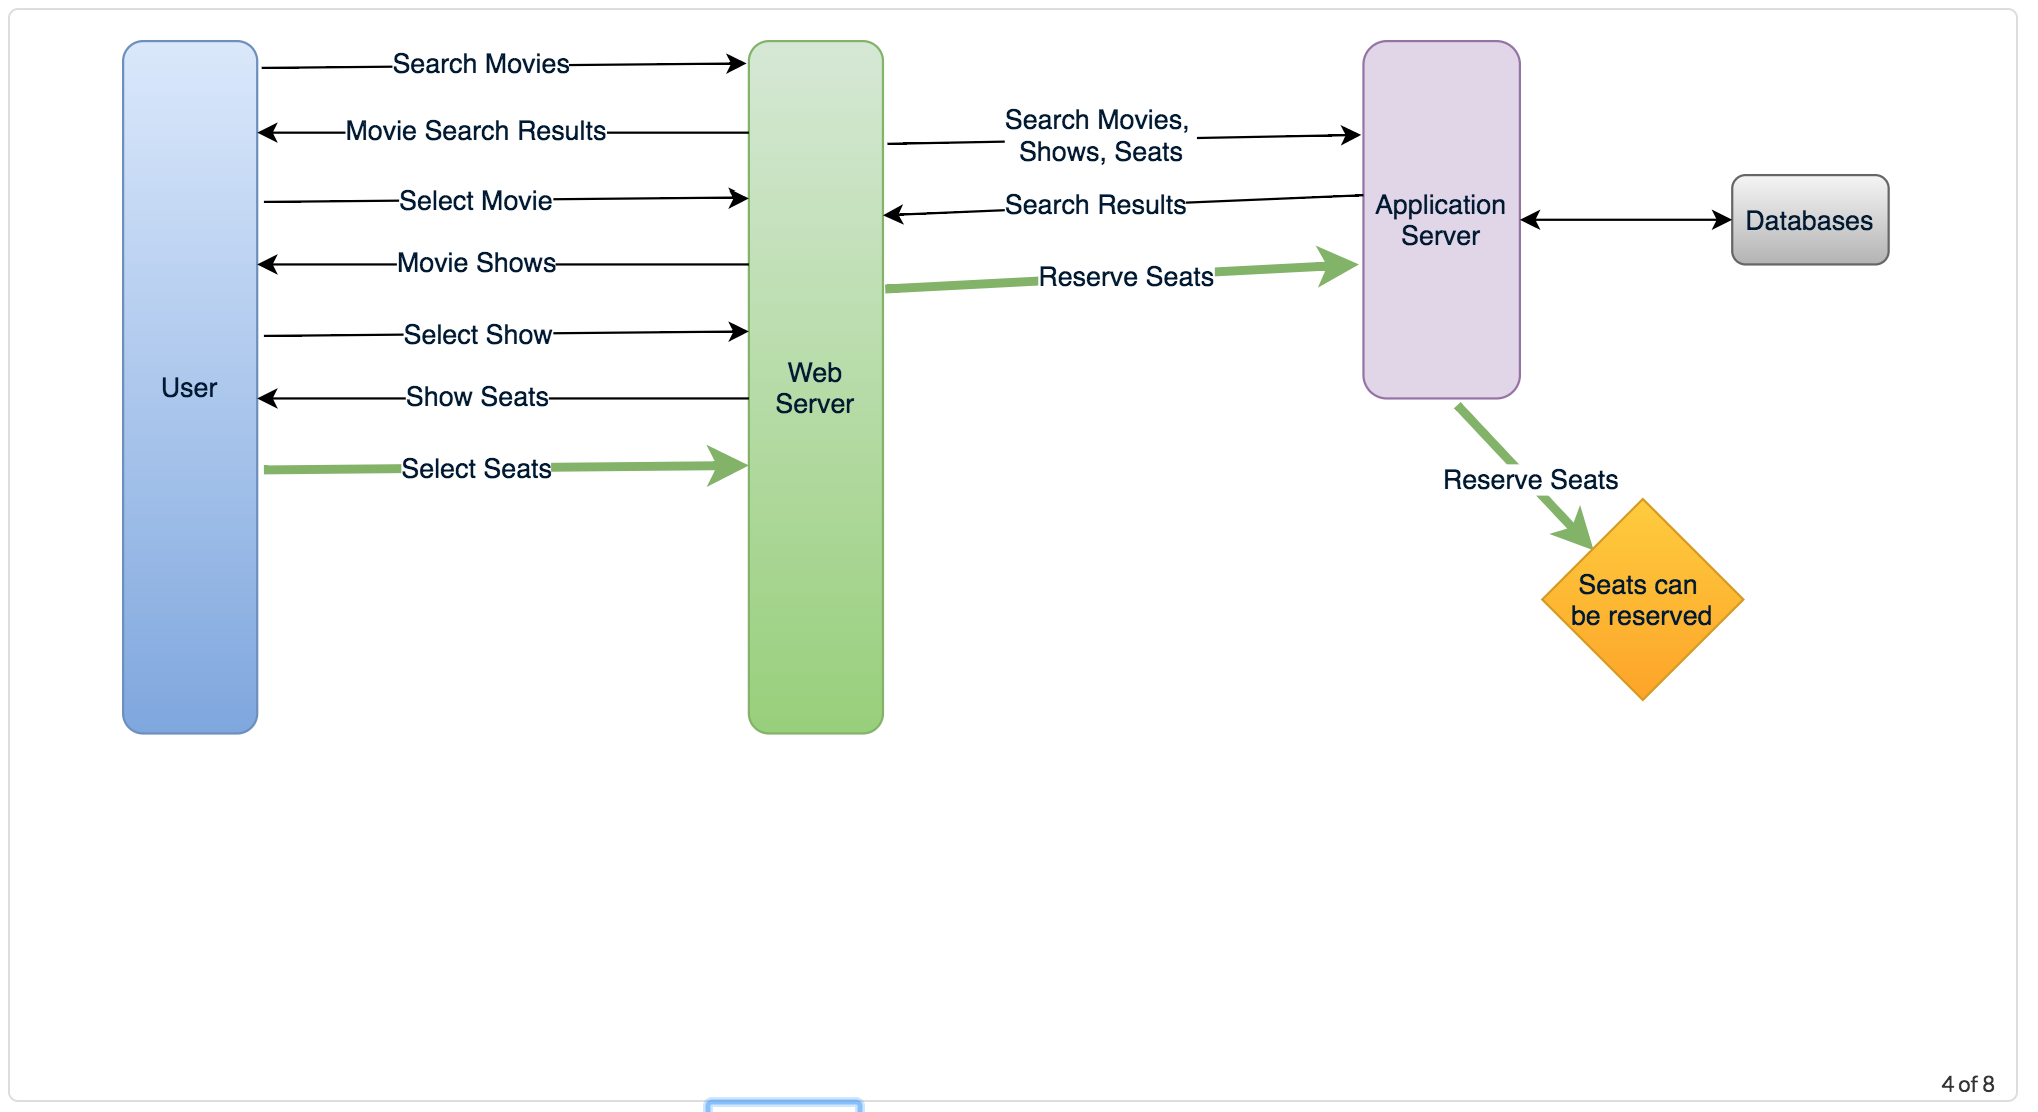 Search Movies
Movie Search Results
Select Movie
Movie Shows
Select Show
Show Seats
Select Seats
User
Web
Server
Search Movies,
Shows, Seats
Search Results
Reserve Seats
Application
Server
Databases
Reserve Seats
Seats can
be reserved
4 of 8